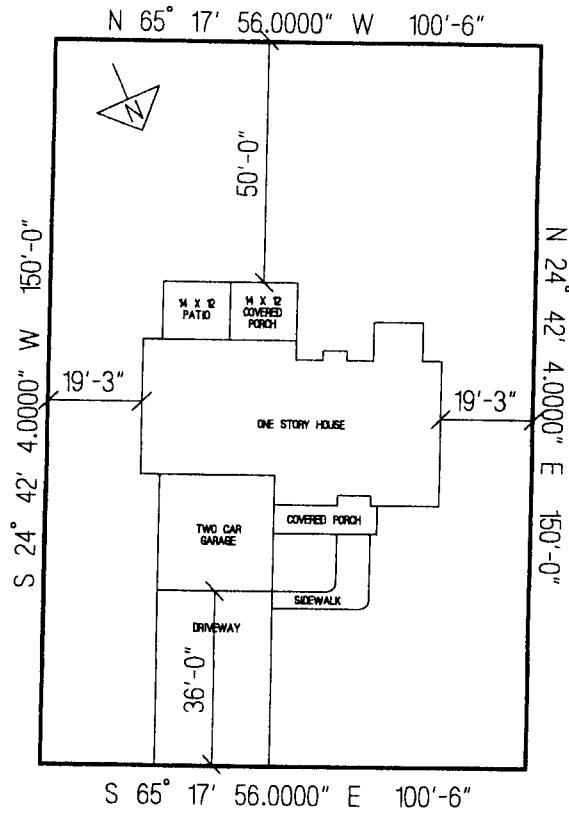 N 65° 17' 56.0000" W 100'-6"
N
50'-0"
S 24° 42' 4.0000" W 150'-0"
N 24° 42' 4.0000" E 150'-0"
14 X 12
PATIO
14 X 12
COVERED
PORCH
19'-3"
19'-3"
ONE STORY HOUSE
COVERED PORCH
TWO CAR
GARAGE
SIDEWALK
DRIVEWAY
36'-0"
S 65° 17' 56.0000" E 100'-6"